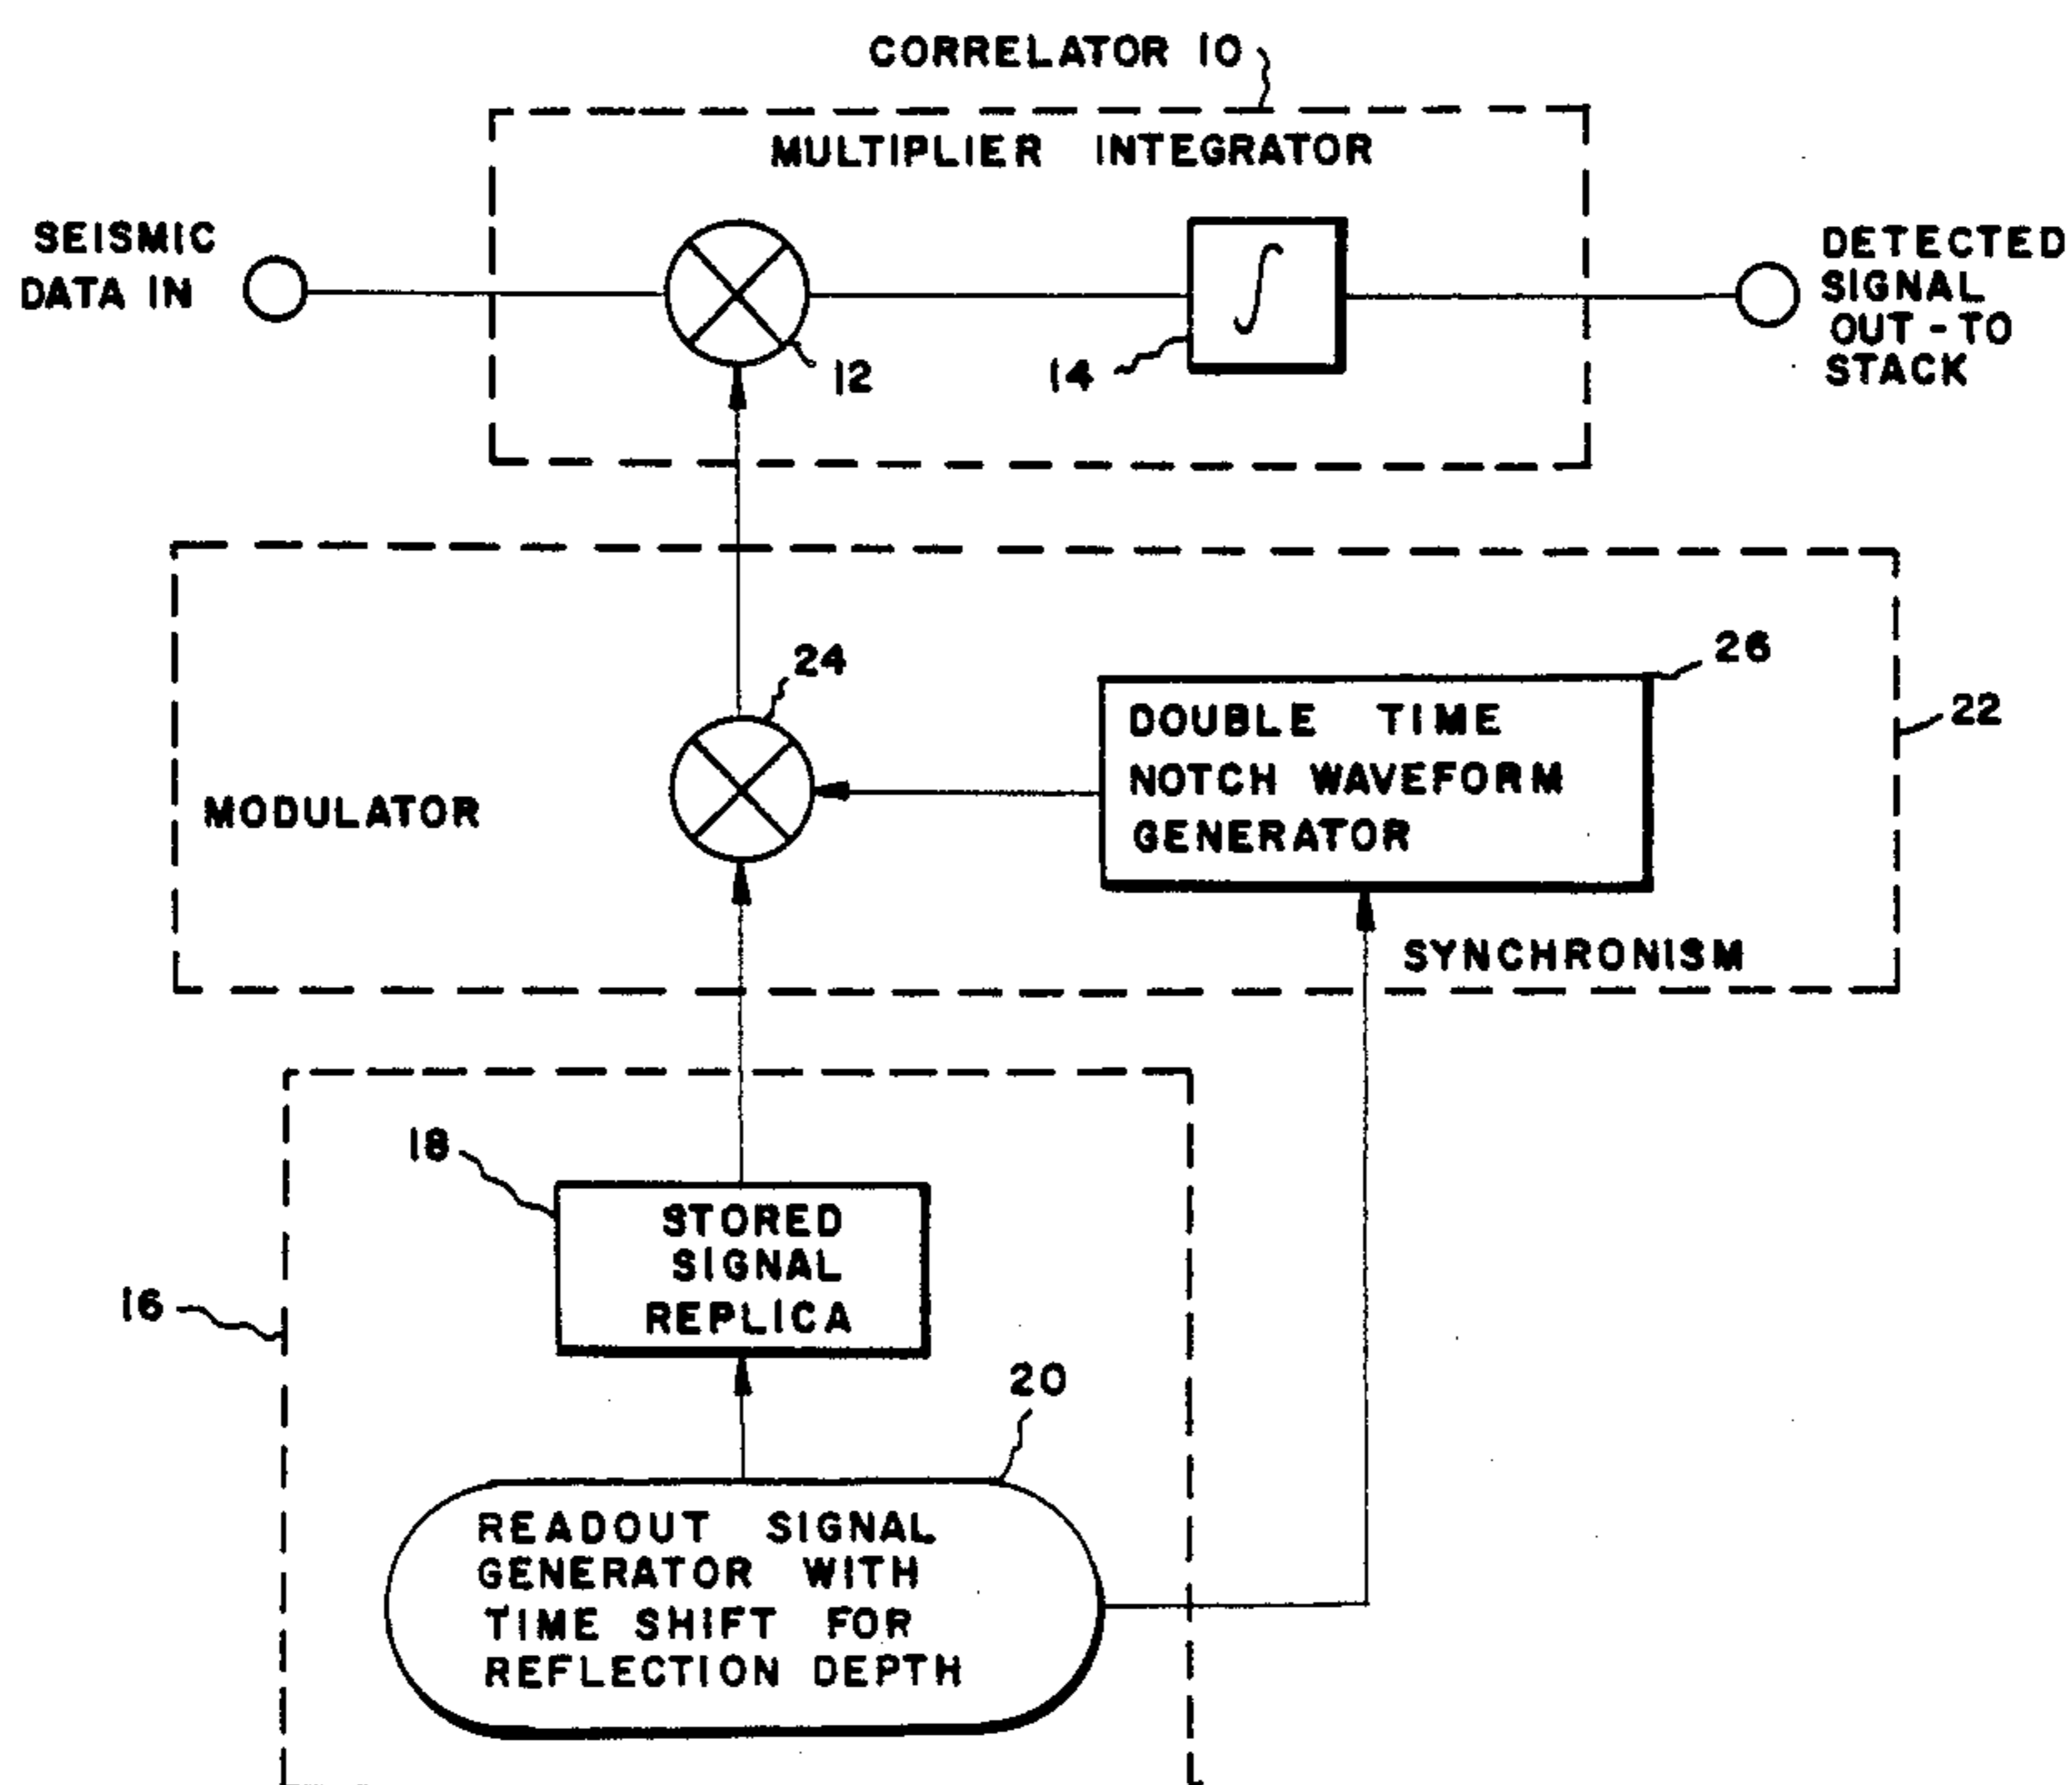 CORRELATOR 10
MULTIPLIER INTEGRATOR
SEISMIC
DATA IN
12
14
DETECTED
SIGNAL
OUT-TO
STACK
24
26
22
DOUBLE TIME
NOTCH WAVEFORM
GENERATOR
MODULATOR
SYNCHRONISM
18
STORED
SIGNAL
REPLICA
16
20
READOUT SIGNAL
GENERATOR WITH
TIME SHIFT FOR
REFLECTION DEPTH